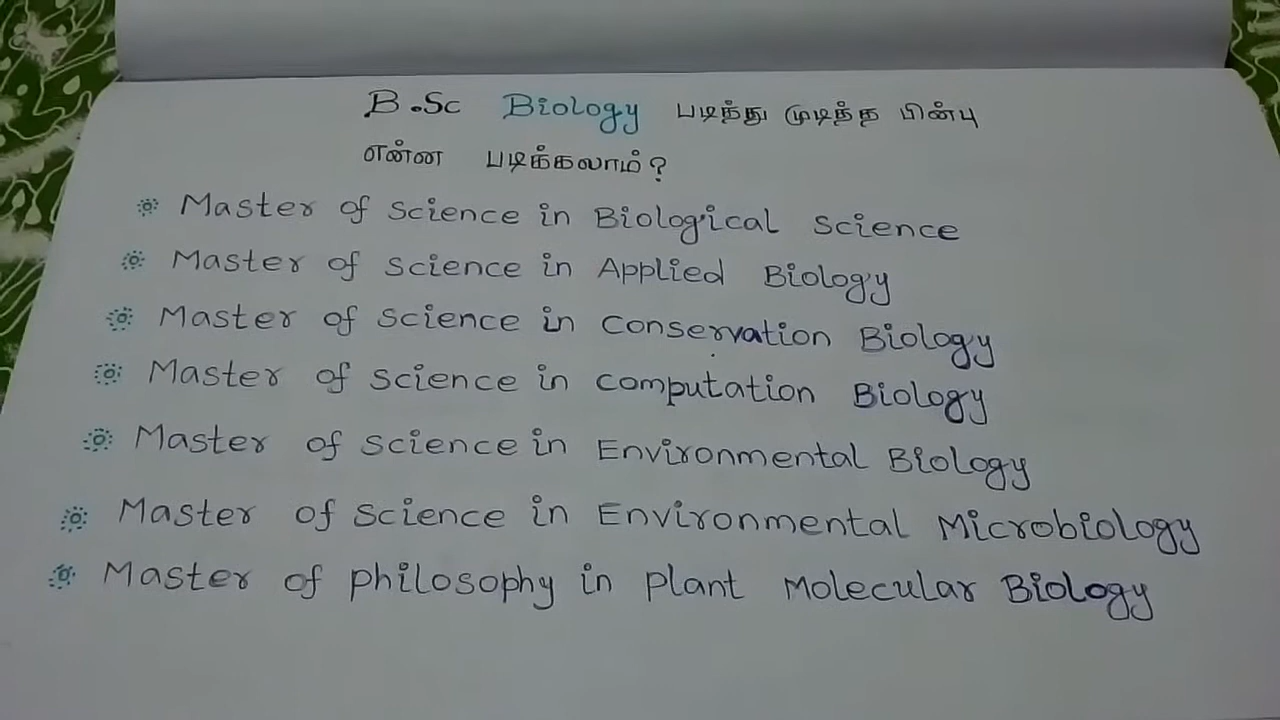 B.Sc Biology படித்து முடித்த பின்பு
என்ன படிக்கலாம்?
Master of science in Biological science
Master of science in Applied Biology
Master of science in conservation Biology
Master of science in computation Biology
Master of science in Environmental Biology
Master of science in Environmental Microbiology
Master of philosophy in plant Molecular Biology